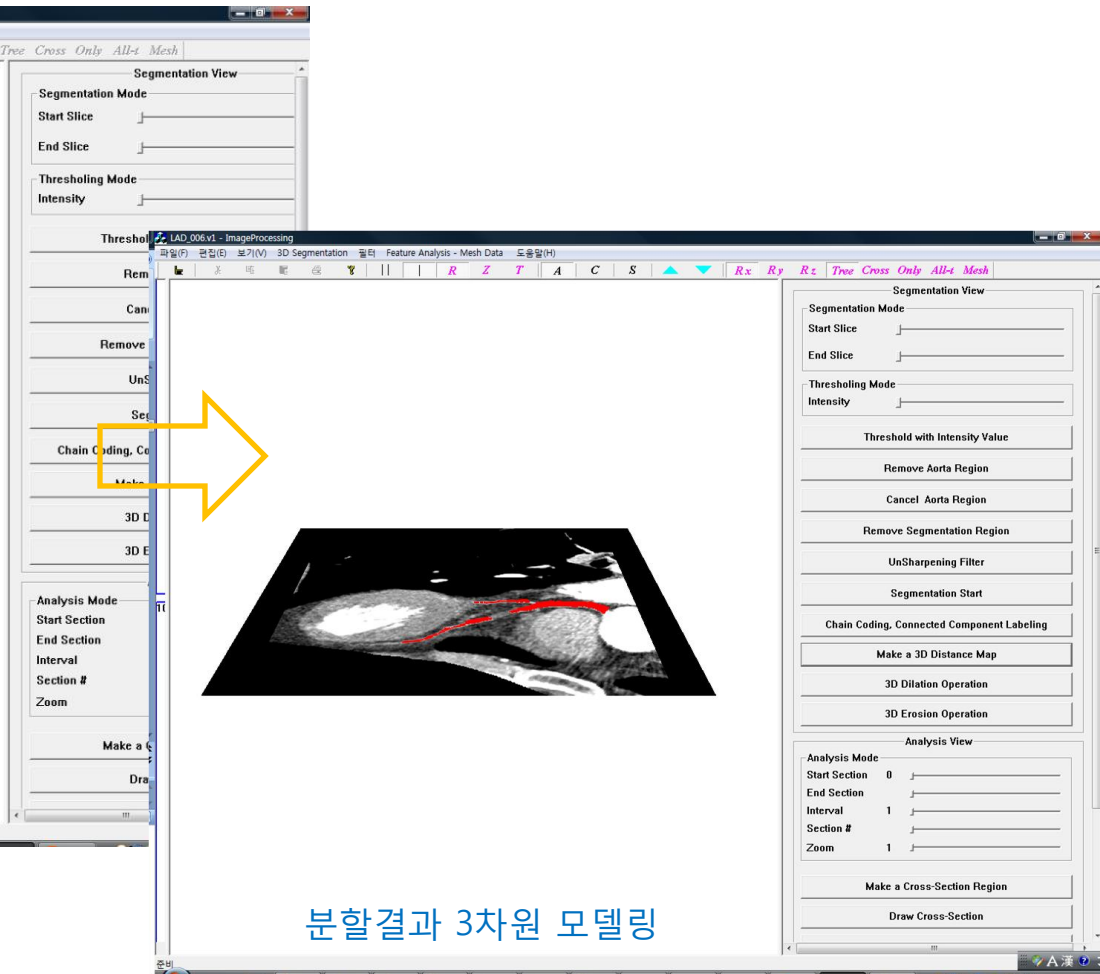 Tree Cross Only All-t Mesh
Segmentation View
Segmentation Mode
Start Slice
End Slice
Thresholing Mode
Intensity
Threshol
Rem
Can
Remove
UnS
Seg
Chain Coding, Co
Make
3D D
3D E
Analysis Mode
Start Section
End Section
Interval
Section #
Zoom
Make a
Dra
LAD_006.v1 - ImageProcessing
파일(F) 편집(E) 보기(V) 3D Segmentation 필터 Feature Analysis - Mesh Data 도움말(H)
R Z T A C S Rx Ry Rz Tree Cross Only All-t Mesh
Segmentation View
Segmentation Mode
Start Slice
End Slice
Thresholing Mode
Intensity
Threshold with Intensity Value
Remove Aorta Region
Cancel Aorta Region
Remove Segmentation Region
UnSharpening Filter
Segmentation Start
Chain Coding, Connected Component Labeling
Make a 3D Distance Map
3D Dilation Operation
3D Erosion Operation
Analysis View
Analysis Mode
Start Section 0
End Section
Interval 1
Section #
Zoom 1
Make a Cross-Section Region
Draw Cross-Section
분할결과 3차원 모델링
준비
A 漢